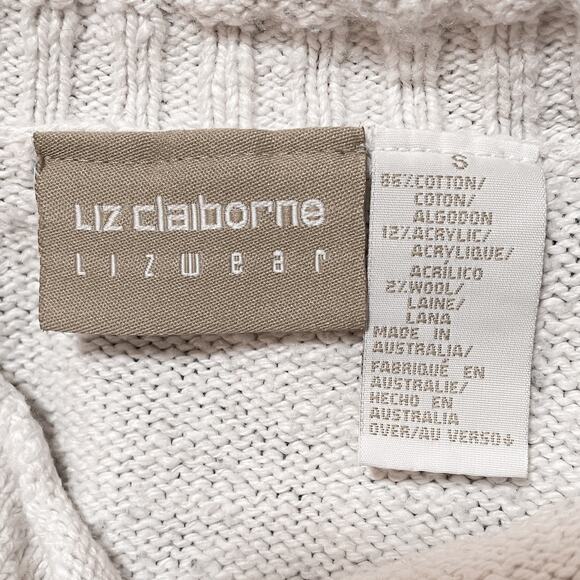 Liz claiborne
LIZWEAR
S
86%COTTON/
COTON/
ALGODON
12%ACRYLIC/
ACRYLIQUE/
ACRÍLICO
2%WOOL/
LAINE/
LANA
MADE IN
AUSTRALIA/
FABRIQUÉ EN
AUSTRALIE/
HECHO EN
AUSTRALIA
OVER/AU VERSO↓